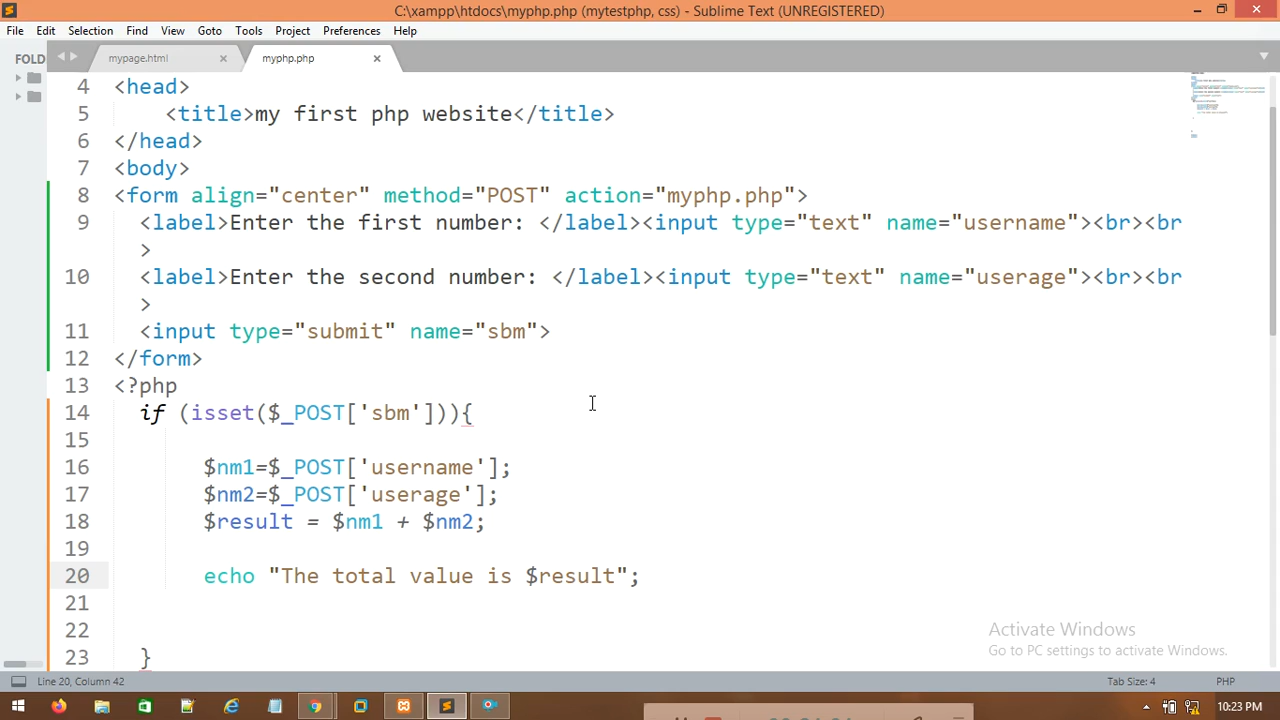 C:\xampp\htdocs\myphp.php (mytestphp, css) - Sublime Text (UNREGISTERED)
File Edit Selection Find View Goto Tools Project Preferences Help
FOLD
mypage.html
myphp.php
4 <head>
5 <title>my first php website</title>
6 </head>
7 <body>
8 <form align="center" method="POST" action="myphp.php">
9 <label>Enter the first number: </label><input type="text" name="username"><br><br
>
10 <label>Enter the second number: </label><input type="text" name="userage"><br><br
>
11 <input type="submit" name="sbm">
12 </form>
13 <?php
14 if (isset($_POST['sbm'])){
15
16 $nm1=$_POST['username'];
17 $nm2=$_POST['userage'];
18 $result = $nm1 + $nm2;
19
20 echo "The total value is $result";
21
22
23 }
Activate Windows
Go to PC settings to activate Windows.
Line 20, Column 42
Tab Size: 4
PHP
10:23 PM